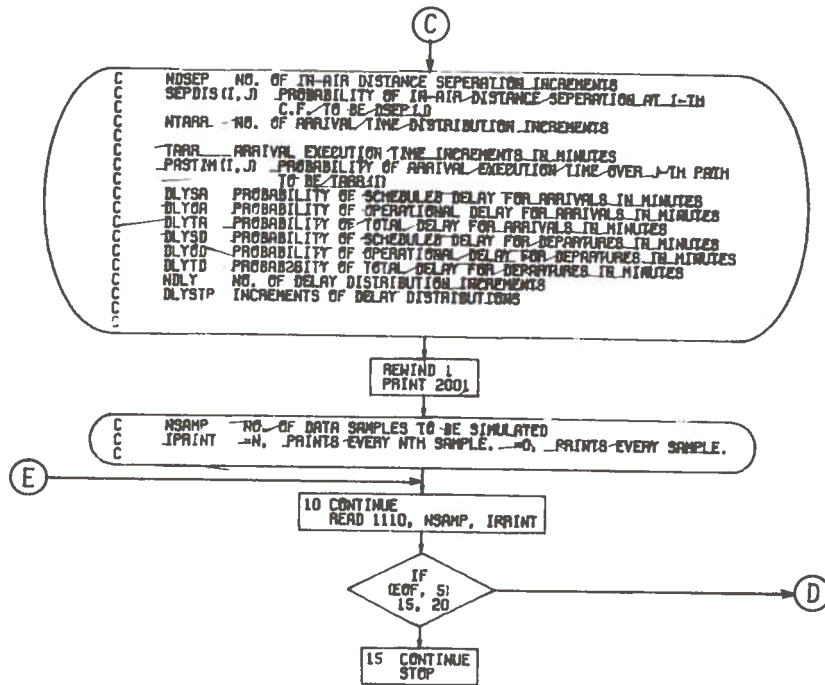 C
C NDSEP NO. OF IN-AIR DISTANCE SEPERATION INCREMENTS
C SEPDIS(I,J) PROBABILITY OF IN-AIR DISTANCE SEPERATION AT I-TH
C C.F. TO BE DSEP*I,D
C NTARR NO. OF ARRIVAL TIME DISTRIBUTION INCREMENTS
C
C TARR ARRIVAL EXECUTION TIME INCREMENTS IN MINUTES
C PASTIM(I,J) PROBABILITY OF ARRIVAL EXECUTION TIME OVER J-TH PATH
C TO BE
C DLYSA PROBABILITY OF SCHEDULED DELAY FOR ARRIVALS IN MINUTES
C DLYOA PROBABILITY OF OPERATIONAL DELAY FOR ARRIVALS IN MINUTES
C DLYTA PROBABILITY OF TOTAL DELAY FOR ARRIVALS IN MINUTES
C DLYSD PROBABILITY OF SCHEDULED DELAY FOR DEPARTURES IN MINUTES
C DLYOD PROBABILITY OF OPERATIONAL DELAY FOR DEPARTURES IN MINUTES
C DLYTD PROBAB2BITY OF TOTAL DELAY FOR DEPARTURES IN MINUTES
C NDLY NO. OF DELAY DISTRIBUTION INCREMENTS
C DLYSTP INCREMENTS OF DELAY DISTRIBUTIONS
C
C
REWIND 1
PRINT 2001
C NSAMP NO. OF DATA SAMPLES TO BE SIMULATED
C IPRINT =N, PRINTS EVERY NTH SAMPLE. =0, PRINTS EVERY SAMPLE.
C
E
10 CONTINUE
READ 1110, NSAMP, IPRINT
IF
(EOF, 5)
15, 20
D
15 CONTINUE
STOP